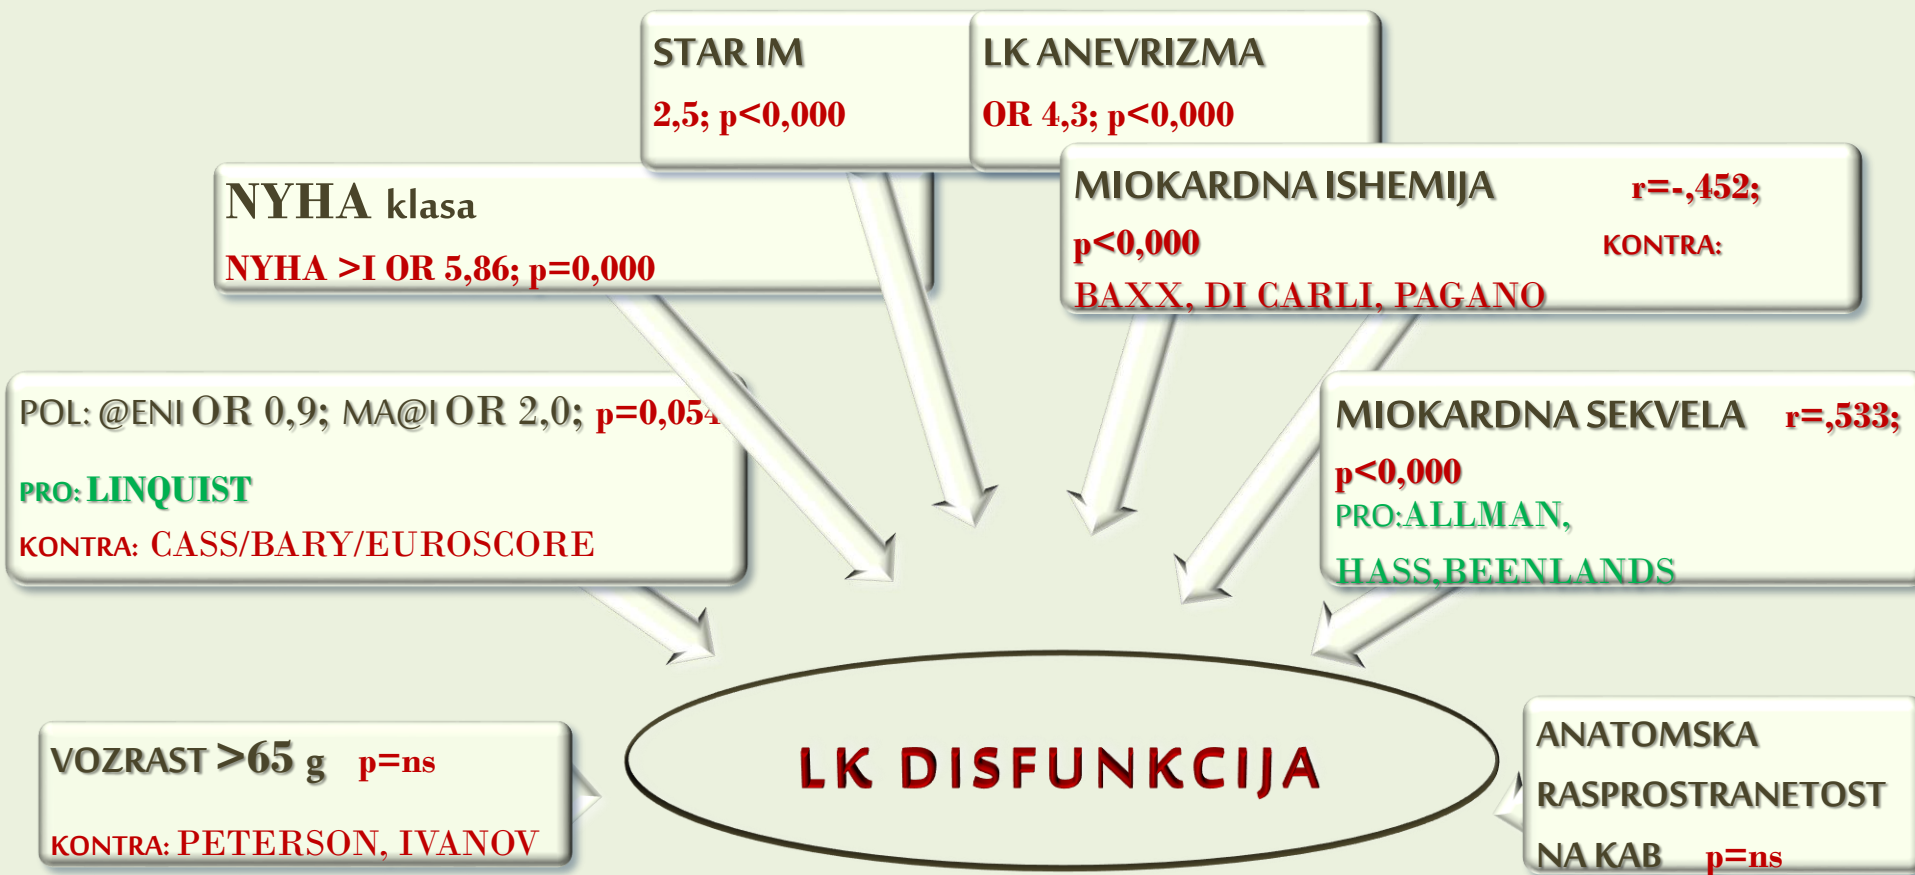 STAR IM
2,5; p<0,000
LK ANEVRIZMA
OR 4,3; p<0,000
NYHA klasa
NYHA >I OR 5,86; p=0,000
MIOKARDNA ISHEMIJA r=-,452;
p<0,000 KONTRA:
BAXX, DI CARLI, PAGANO
POL: @ENI OR 0,9; MA@I OR 2,0; p=0,054
PRO: LINQUIST
KONTRA: CASS/BARY/EUROSCORE
MIOKARDNA SEKVELA r=,533;
p<0,000
PRO:ALLMAN,
HASS,BEENLANDS
VOZRAST >65 g p=ns
KONTRA: PETERSON, IVANOV
LK DISFUNKCIJA
ANATOMSKA
RASPROSTRANETOST
NA KAB p=ns